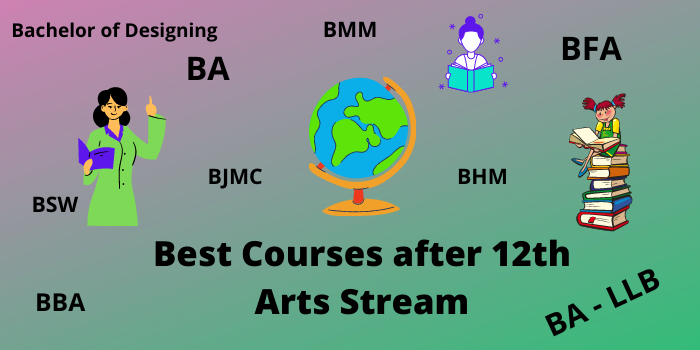 Bachelor of Designing
BMM
BFA
BA
BJMC
BHM
BSW
Best Courses after 12th
Arts Stream
BBA
BA - LLB